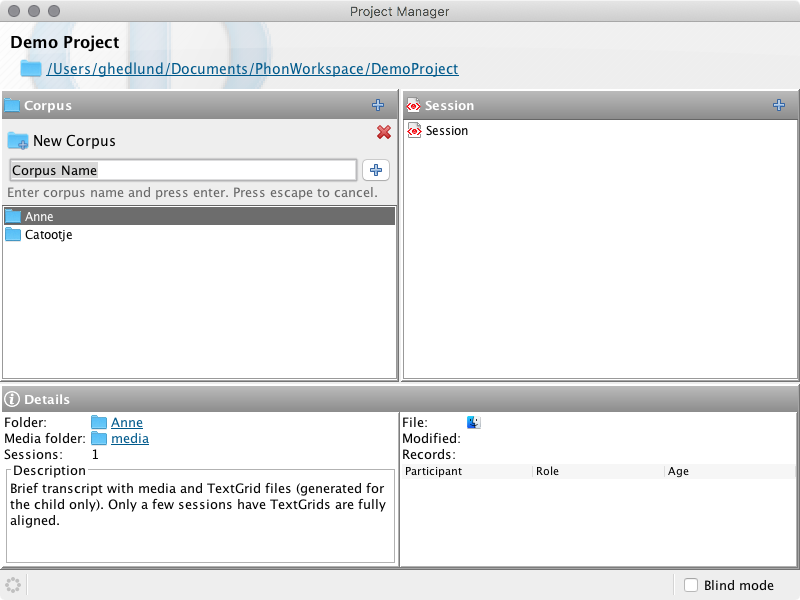 Project Manager
Demo Project
/Users/ghedlund/Documents/PhonWorkspace/DemoProject
Corpus
New Corpus
Corpus Name
Enter corpus name and press enter. Press escape to cancel.
Anne
Catootje
Session
Session
Details
Folder: Anne
Media folder: media
Sessions: 1
Description
Brief transcript with media and TextGrid files (generated for
the child only). Only a few sessions have TextGrids are fully
aligned.
File:
Modified:
Records:
Participant Role Age
Blind mode